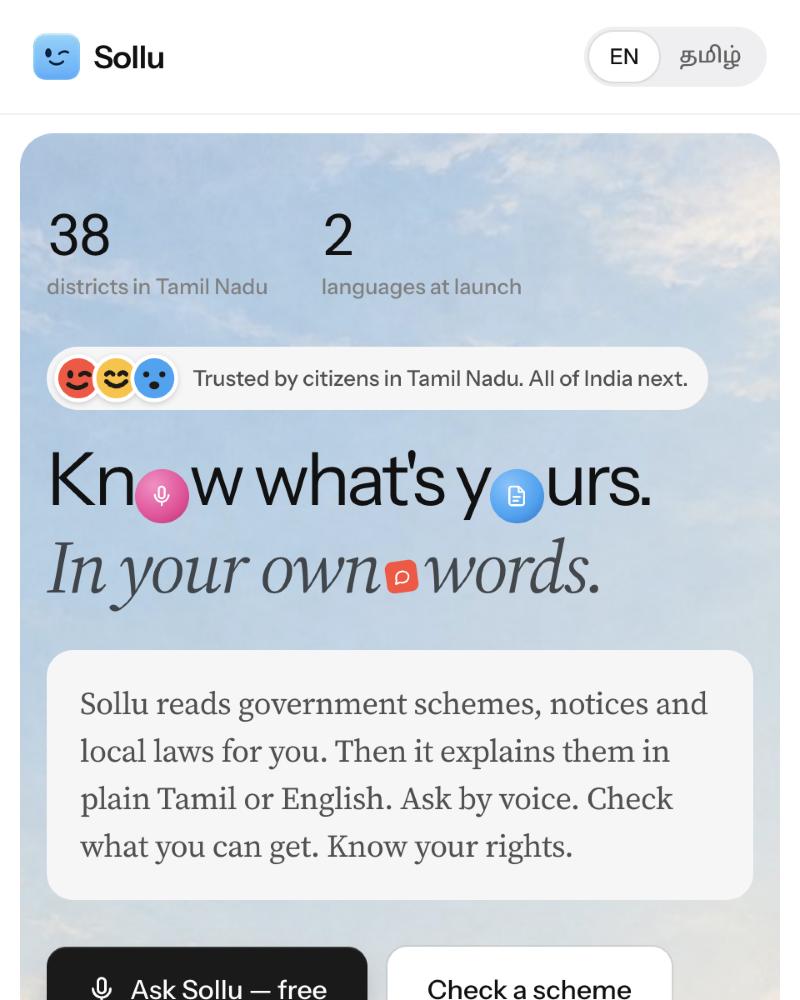 Sollu
EN
தமிழ்
38
districts in Tamil Nadu
2
languages at launch
Trusted by citizens in Tamil Nadu. All of India next.
Know what's yours.
In your own words.
Sollu reads government schemes, notices and
local laws for you. Then it explains them in
plain Tamil or English. Ask by voice. Check
what you can get. Know your rights.
Ask Sollu — free
Check a scheme